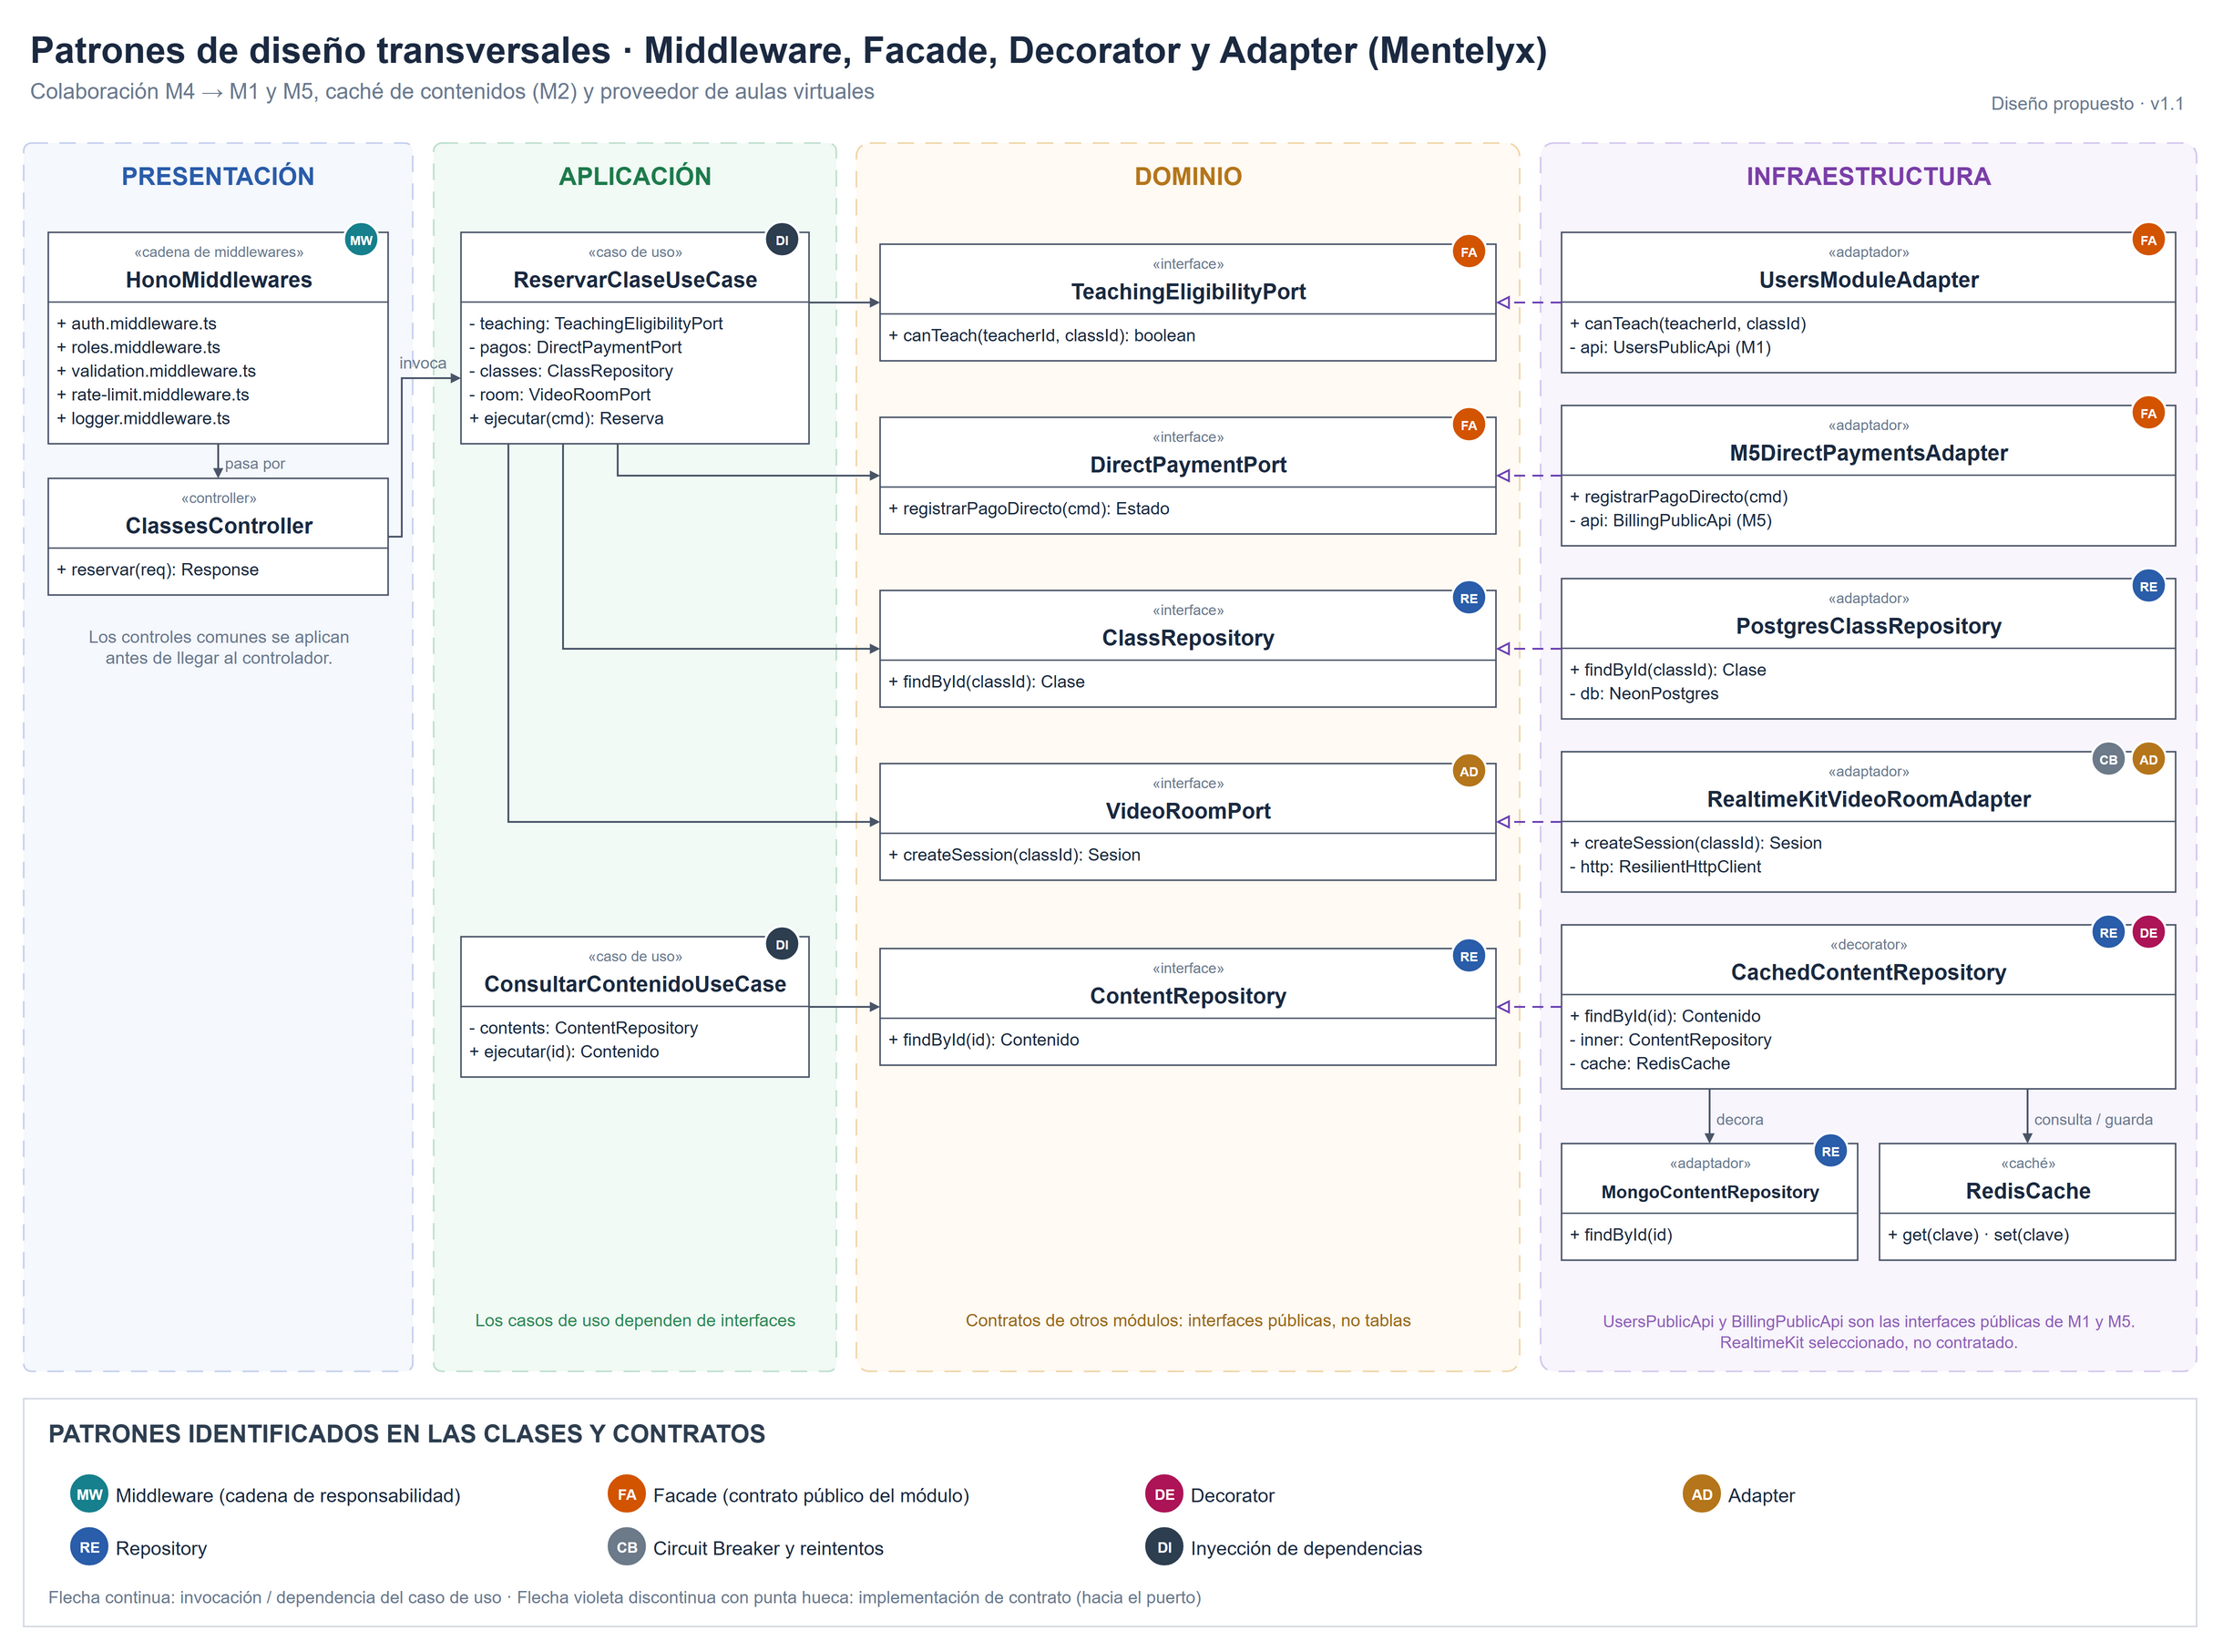 Patrones de diseño transversales · Middleware, Facade, Decorator y Adapter (Mentelyx)
Colaboración M4 → M1 y M5, caché de contenidos (M2) y proveedor de aulas virtuales
Diseño propuesto · v1.1
PRESENTACIÓN
MW
«cadena de middlewares»
HonoMiddlewares
+ auth.middleware.ts
+ roles.middleware.ts
+ validation.middleware.ts
+ rate-limit.middleware.ts
+ logger.middleware.ts
pasa por
«controller»
ClassesController
+ reservar(req): Response
Los controles comunes se aplican
antes de llegar al controlador.
invoca
APLICACIÓN
DI
«caso de uso»
ReservarClaseUseCase
- teaching: TeachingEligibilityPort
- pagos: DirectPaymentPort
- classes: ClassRepository
- room: VideoRoomPort
+ ejecutar(cmd): Reserva
DI
«caso de uso»
ConsultarContenidoUseCase
- contents: ContentRepository
+ ejecutar(id): Contenido
Los casos de uso dependen de interfaces
DOMINIO
FA
«interface»
TeachingEligibilityPort
+ canTeach(teacherId, classId): boolean
FA
«interface»
DirectPaymentPort
+ registrarPagoDirecto(cmd): Estado
RE
«interface»
ClassRepository
+ findById(classId): Clase
AD
«interface»
VideoRoomPort
+ createSession(classId): Sesion
RE
«interface»
ContentRepository
+ findById(id): Contenido
Contratos de otros módulos: interfaces públicas, no tablas
INFRAESTRUCTURA
FA
«adaptador»
UsersModuleAdapter
+ canTeach(teacherId, classId)
- api: UsersPublicApi (M1)
FA
«adaptador»
M5DirectPaymentsAdapter
+ registrarPagoDirecto(cmd)
- api: BillingPublicApi (M5)
RE
«adaptador»
PostgresClassRepository
+ findById(classId): Clase
- db: NeonPostgres
CB AD
«adaptador»
RealtimeKitVideoRoomAdapter
+ createSession(classId): Sesion
- http: ResilientHttpClient
RE DE
«decorator»
CachedContentRepository
+ findById(id): Contenido
- inner: ContentRepository
- cache: RedisCache
decora
consulta / guarda
RE
«adaptador»
MongoContentRepository
+ findById(id)
«caché»
RedisCache
+ get(clave) · set(clave)
UsersPublicApi y BillingPublicApi son las interfaces públicas de M1 y M5.
RealtimeKit seleccionado, no contratado.
PATRONES IDENTIFICADOS EN LAS CLASES Y CONTRATOS
MW Middleware (cadena de responsabilidad)
FA Facade (contrato público del módulo)
DE Decorator
AD Adapter
RE Repository
CB Circuit Breaker y reintentos
DI Inyección de dependencias
Flecha continua: invocación / dependencia del caso de uso · Flecha violeta discontinua con punta hueca: implementación de contrato (hacia el puerto)